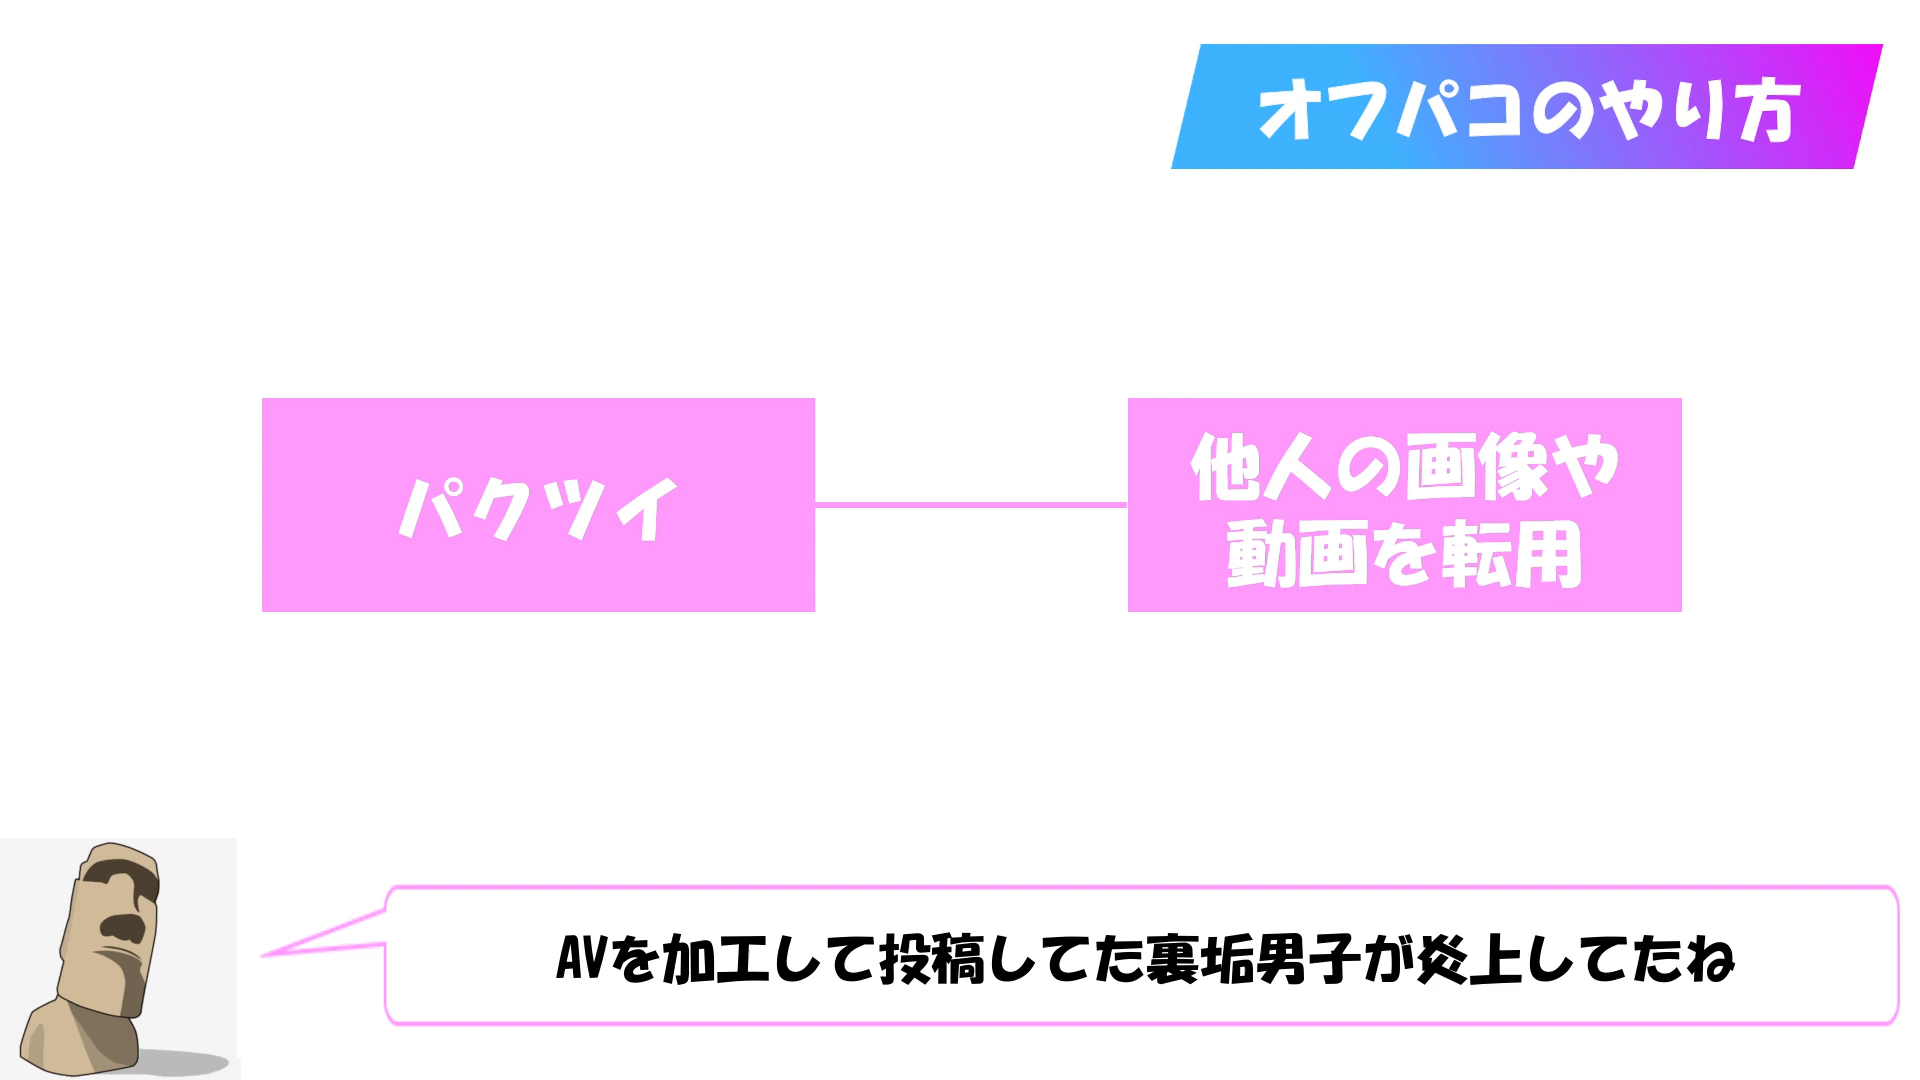 オフパコのやり方
パクツイ
他人の画像や
動画を転用
AVを加工して投稿してた裏垢男子が炎上してたね